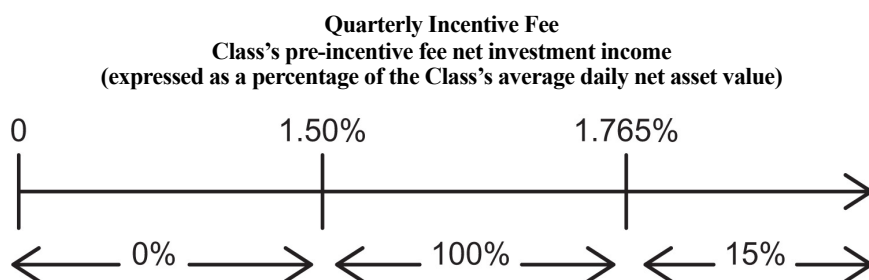 Quarterly Incentive Fee
Class’s pre-incentive fee net investment income
(expressed as a percentage of the Class’s average daily net asset value)
0 1.50% 1.765%
0% 100% 15%